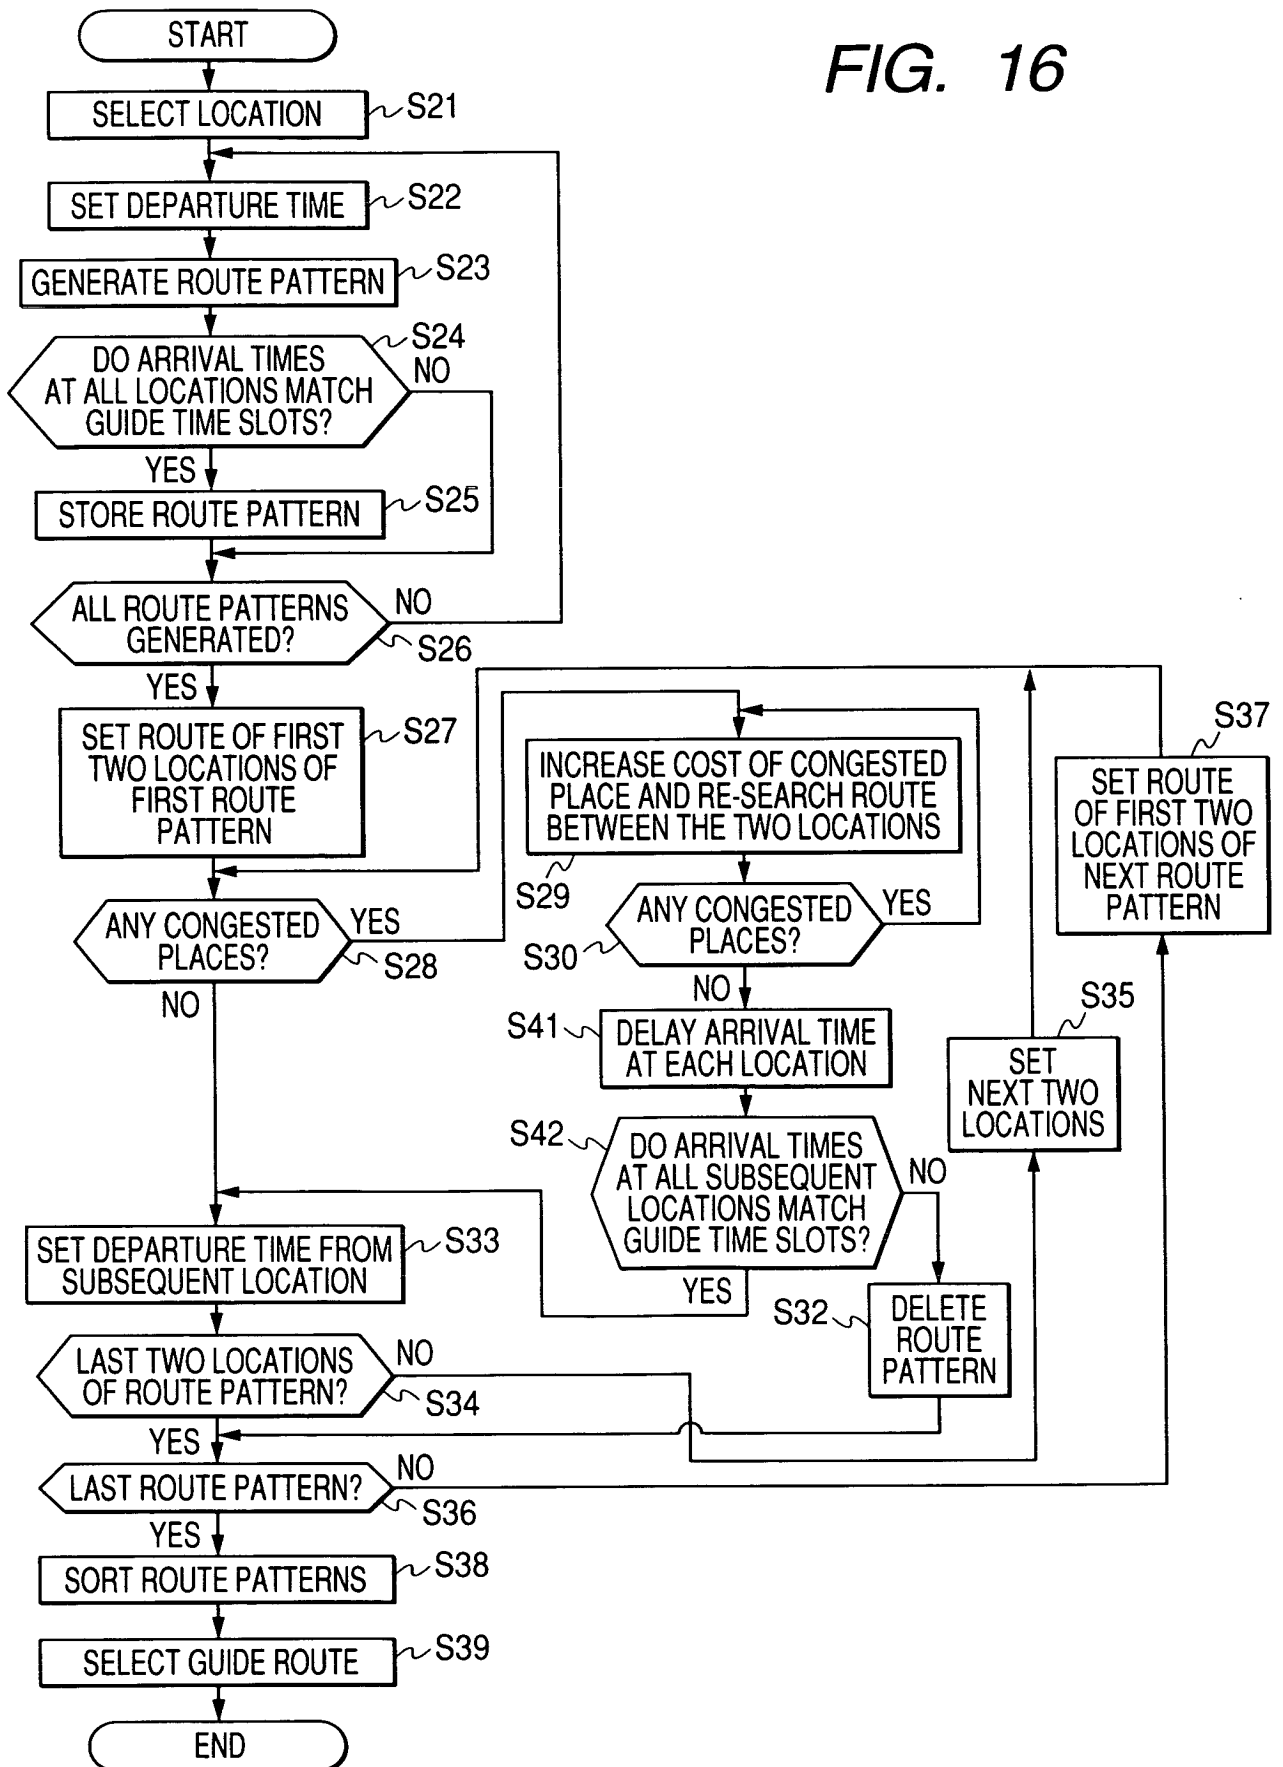 FIG. 16
START
SELECT LOCATION
S21
SET DEPARTURE TIME
S22
GENERATE ROUTE PATTERN
S23
S24
DO ARRIVAL TIMES
AT ALL LOCATIONS MATCH
GUIDE TIME SLOTS?
NO
YES
STORE ROUTE PATTERN
S25
ALL ROUTE PATTERNS
GENERATED?
NO
S26
YES
SET ROUTE OF FIRST
TWO LOCATIONS OF
FIRST ROUTE
PATTERN
S27
ANY CONGESTED
PLACES?
YES
S28
NO
INCREASE COST OF CONGESTED
PLACE AND RE-SEARCH ROUTE
BETWEEN THE TWO LOCATIONS
S29
ANY CONGESTED
PLACES?
YES
S30
NO
S41
DELAY ARRIVAL TIME
AT EACH LOCATION
S42
DO ARRIVAL TIMES
AT ALL SUBSEQUENT
LOCATIONS MATCH
GUIDE TIME SLOTS?
NO
YES
S32
DELETE
ROUTE
PATTERN
S35
SET
NEXT TWO
LOCATIONS
S37
SET ROUTE
OF FIRST TWO
LOCATIONS OF
NEXT ROUTE
PATTERN
SET DEPARTURE TIME FROM
SUBSEQUENT LOCATION
S33
LAST TWO LOCATIONS
OF ROUTE PATTERN?
NO
S34
YES
LAST ROUTE PATTERN?
NO
S36
YES
SORT ROUTE PATTERNS
S38
SELECT GUIDE ROUTE
S39
END